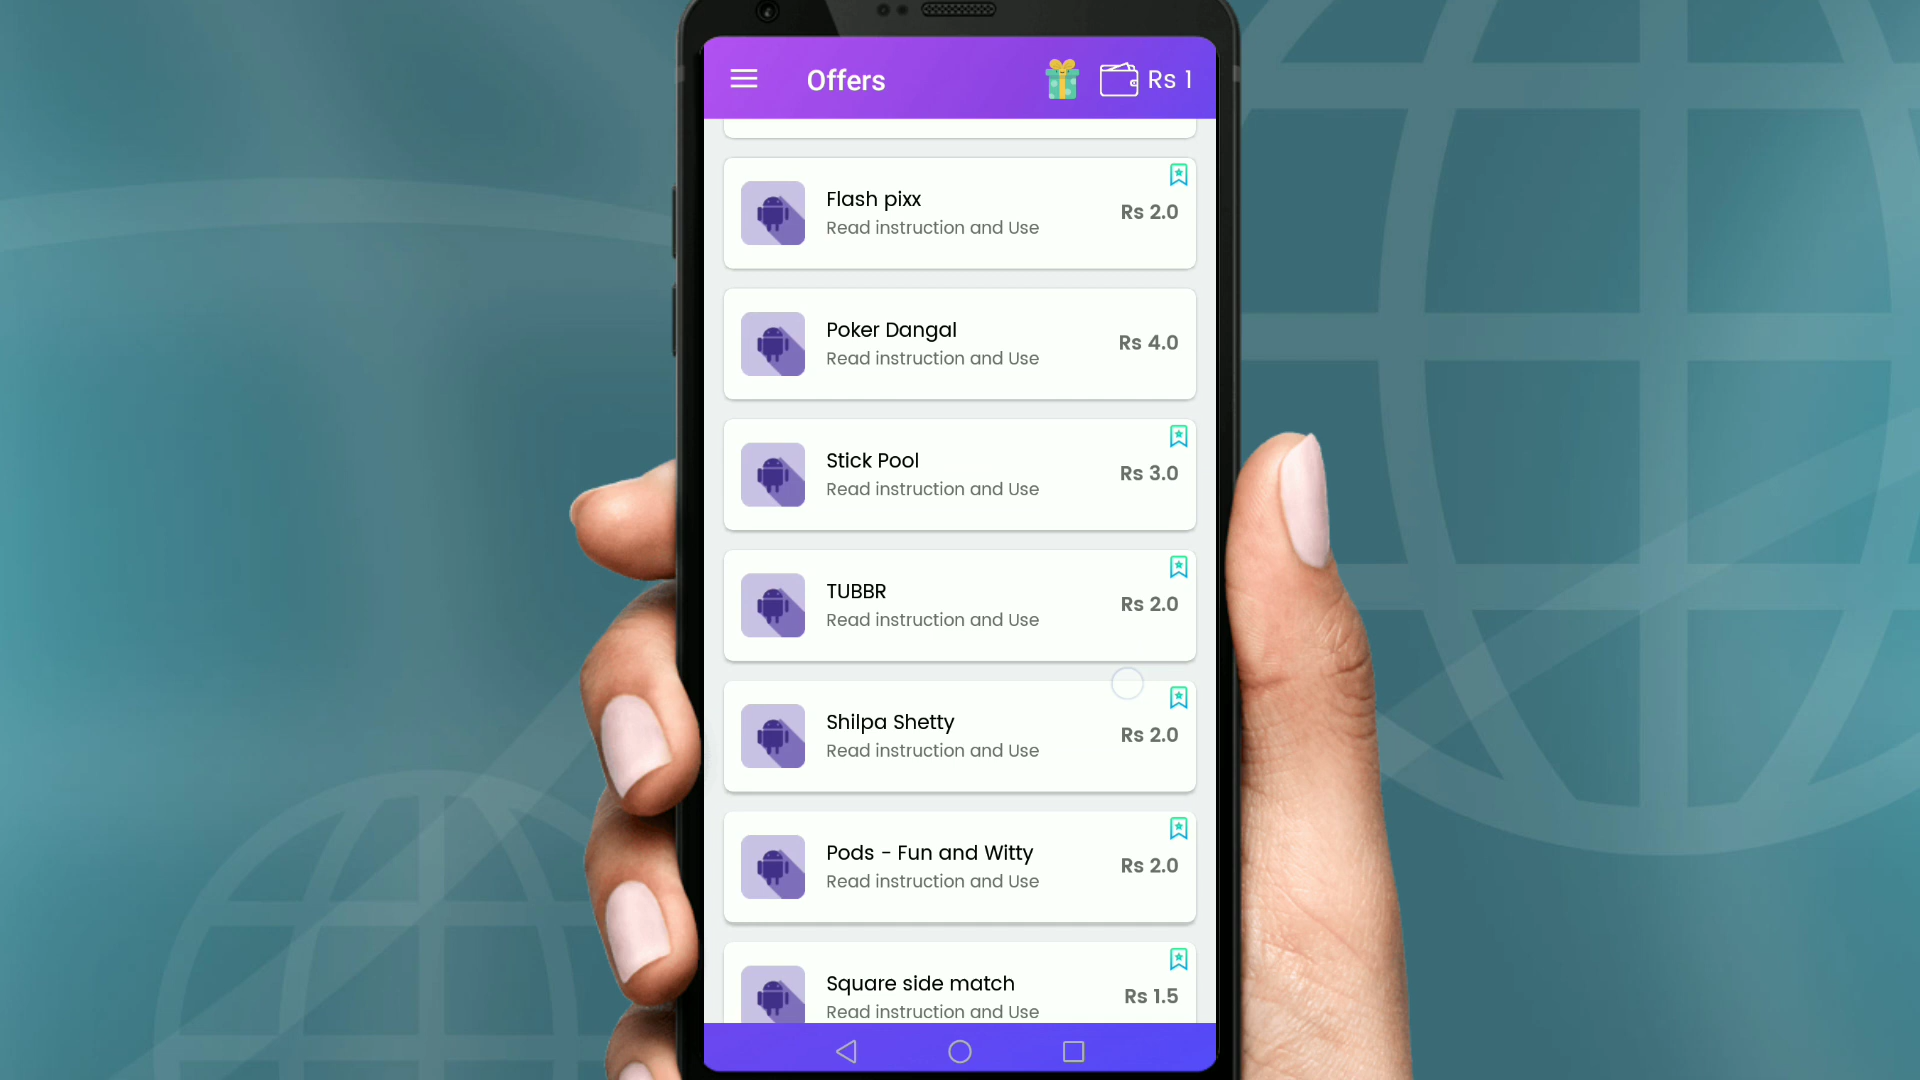 Offers
Rs 1
Flash pixx
Read instruction and Use
Rs 2.0
Poker Dangal
Read instruction and Use
Rs 4.0
Stick Pool
Read instruction and Use
Rs 3.0
TUBBR
Read instruction and Use
Rs 2.0
Shilpa Shetty
Read instruction and Use
Rs 2.0
Pods - Fun and Witty
Read instruction and Use
Rs 2.0
Square side match
Read instruction and Use
Rs 1.5